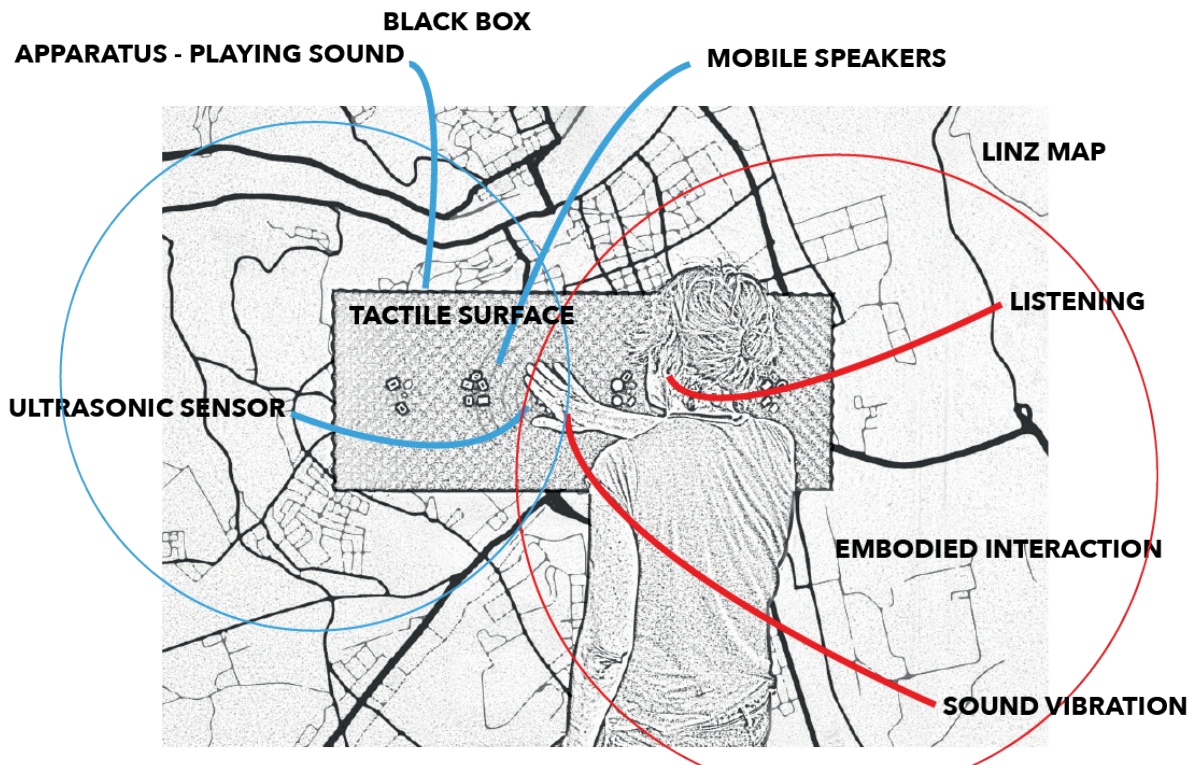 BLACK BOX
APPARATUS - PLAYING SOUND
MOBILE SPEAKERS
LINZ MAP
LISTENING
TACTILE SURFACE
ULTRASONIC SENSOR
EMBODIED INTERACTION
SOUND VIBRATION